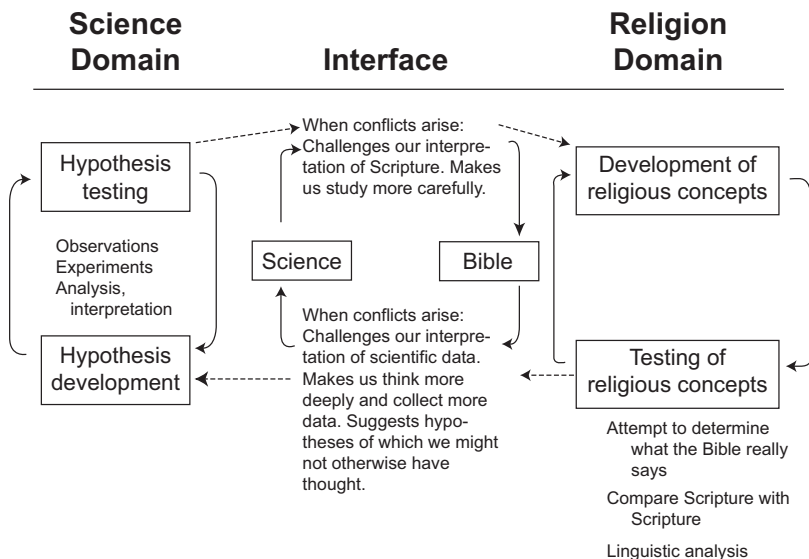 Science
Domain
Interface
Religion
Domain
Hypothesis
testing
Observations
Experiments
Analysis,
interpretation
Hypothesis
development
When conflicts arise:
Challenges our interpre-
tation of Scripture. Makes
us study more carefully.
Science
Bible
When conflicts arise:
Challenges our interpre-
tation of scientific data.
Makes us think more
deeply and collect more
data. Suggests hypo-
theses of which we might
not otherwise have
thought.
Development of
religious concepts
Testing of
religious concepts
Attempt to determine
what the Bible really
says
Compare Scripture with
Scripture
Linguistic analysis